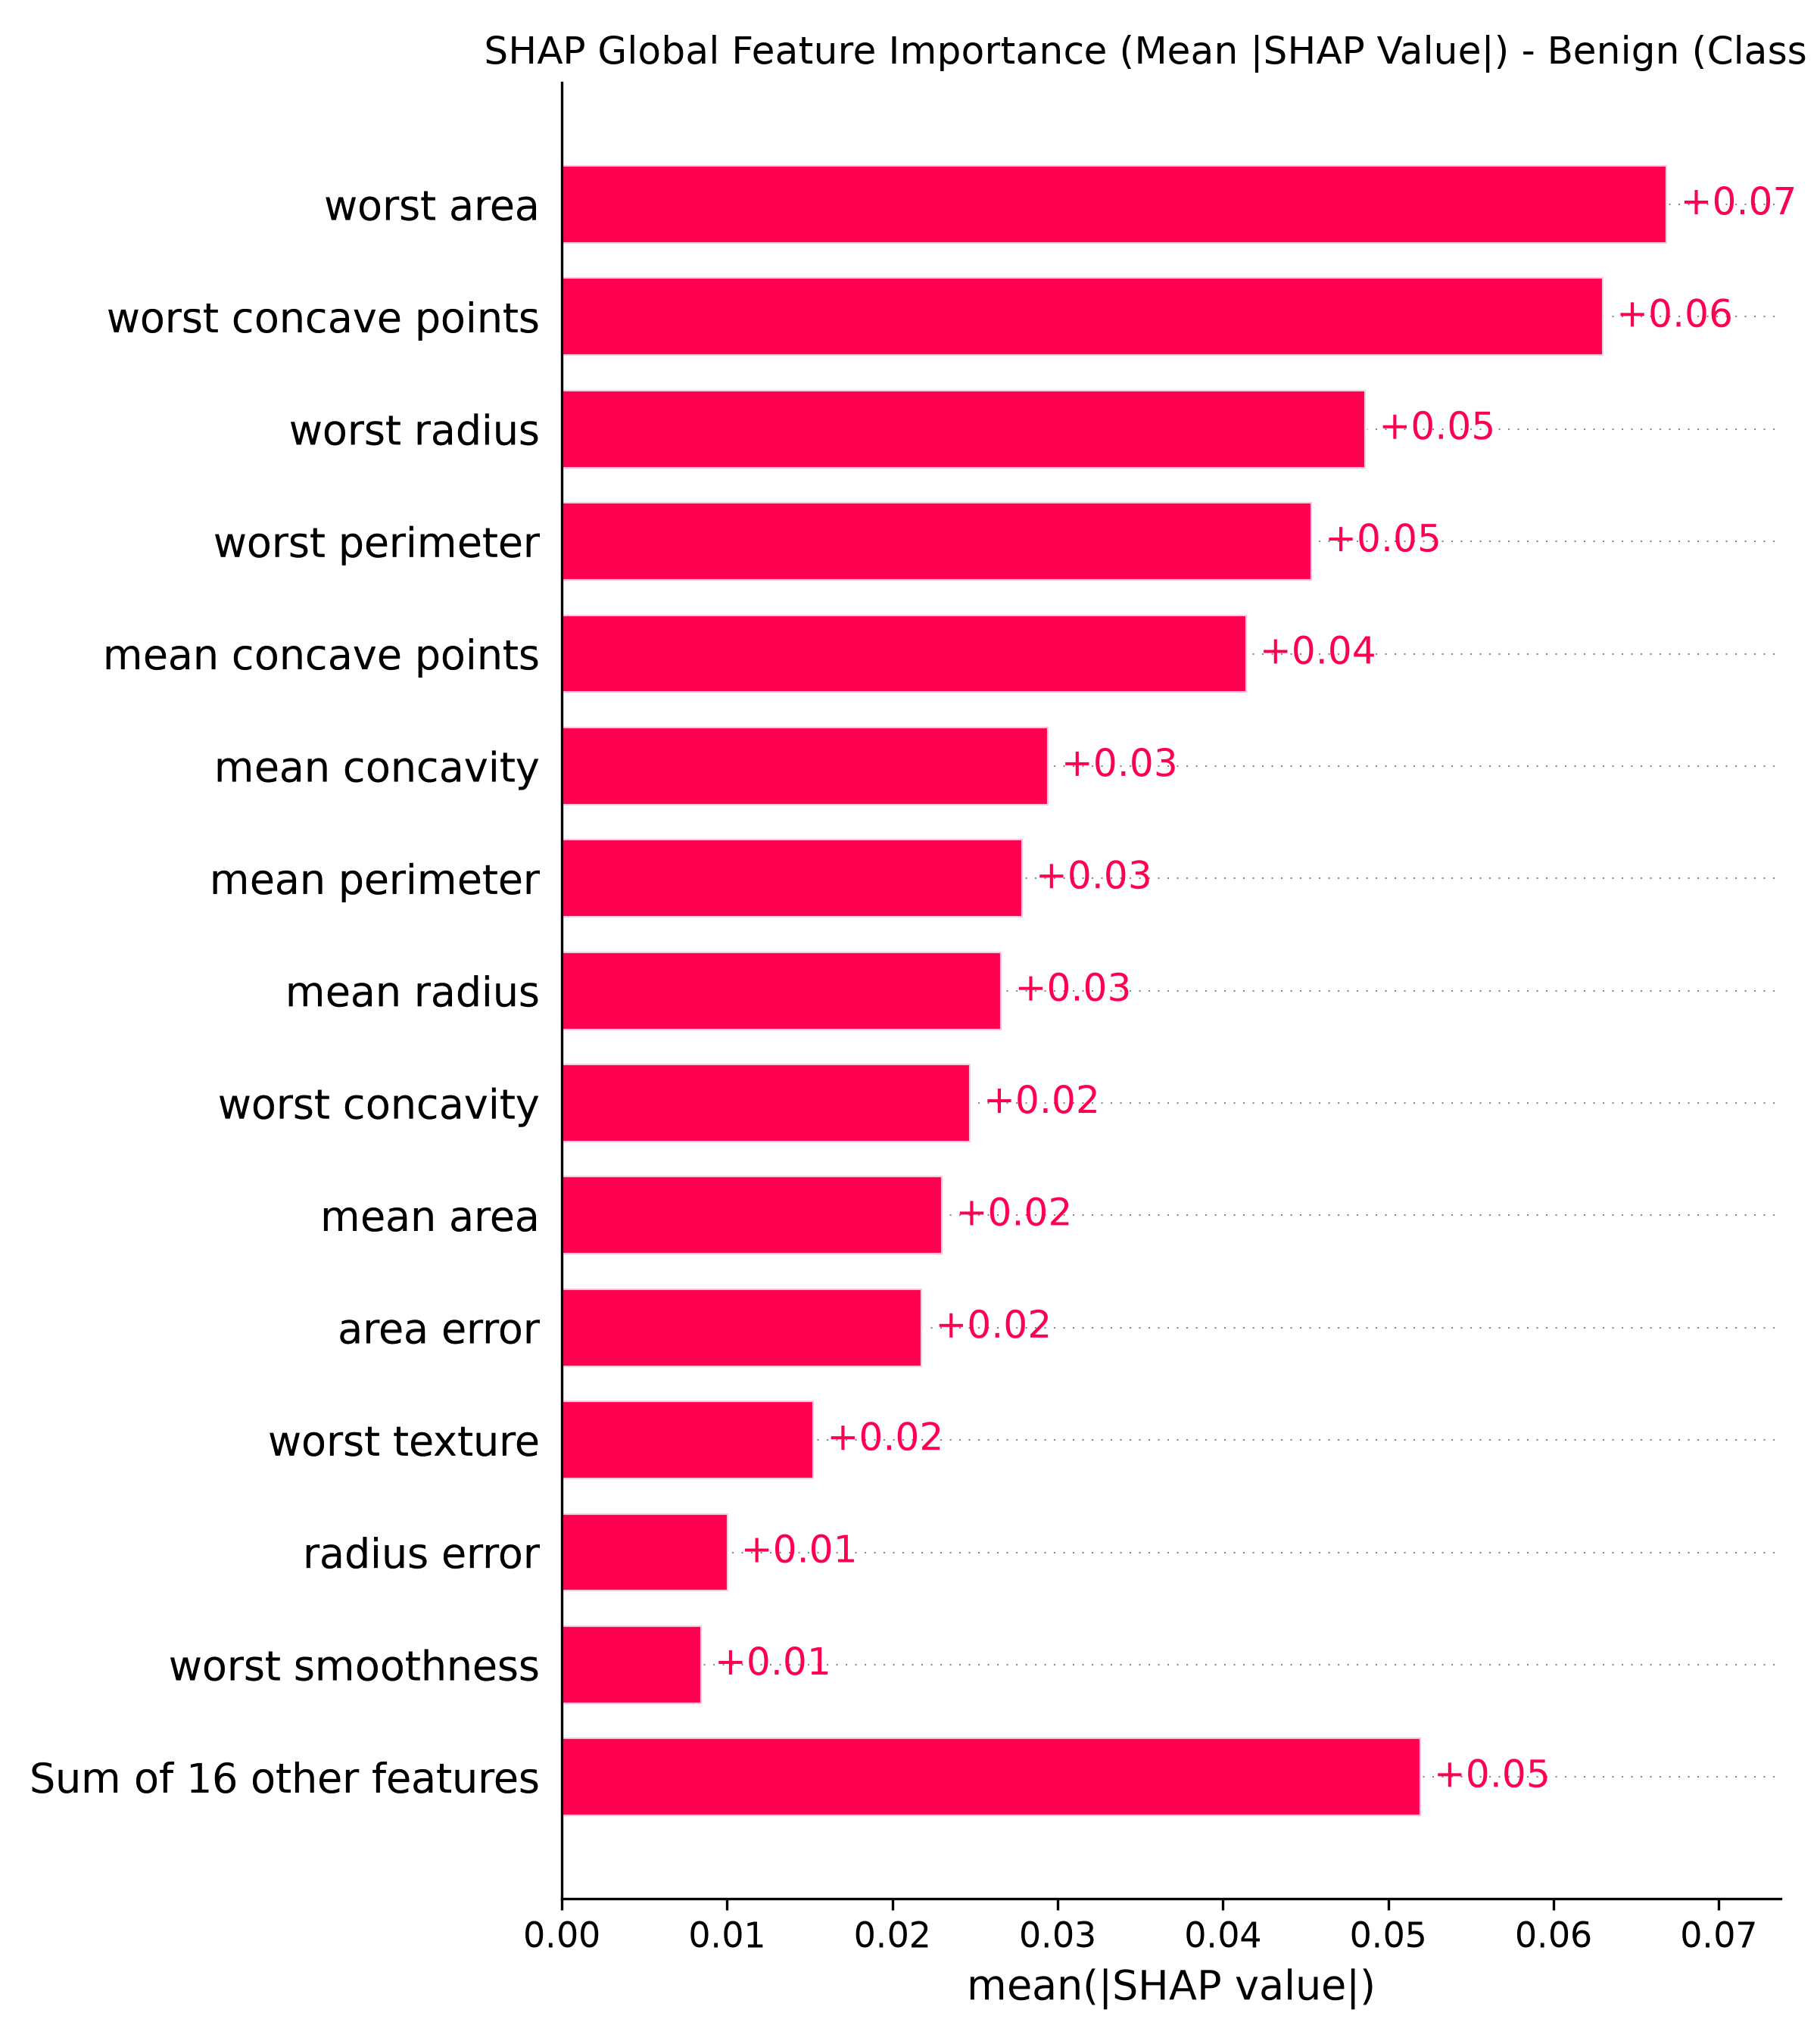 SHAP Global Feature Importance (Mean |SHAP Value|) - Benign (Class
worst area +0.07
worst concave points +0.06
worst radius +0.05
worst perimeter +0.05
mean concave points +0.04
mean concavity +0.03
mean perimeter +0.03
mean radius +0.03
worst concavity +0.02
mean area +0.02
area error +0.02
worst texture +0.02
radius error +0.01
worst smoothness +0.01
Sum of 16 other features +0.05
0.00 0.01 0.02 0.03 0.04 0.05 0.06 0.07
mean(|SHAP value|)